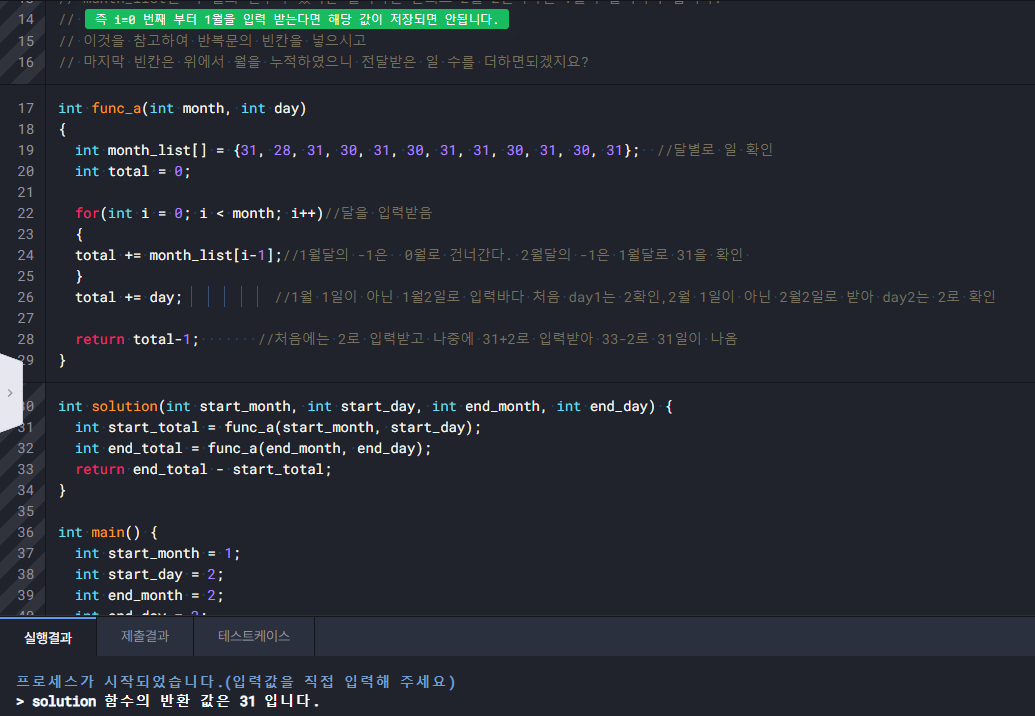 14 // 즉 i=0 번째 부터 1월을 입력 받는다면 해당 값이 저장되면 안됩니다.
15 // 이것을 참고하여 반복문의 빈칸을 넣으시고
16 // 마지막 빈칸은 위에서 월을 누적하였으니 전달받은 일 수를 더하면되겠지요?
17 int func_a(int month, int day)
18 {
19 int month_list[] = {31, 28, 31, 30, 31, 30, 31, 31, 30, 31, 30, 31}; //달별로 일 확인
20 int total = 0;
21
22 for(int i = 0; i < month; i++)//달을 입력받음
23 {
24 total += month_list[i-1];//1월달의 -1은 0월로 건너간다. 2월달의 -1은 1월달로 31을 확인
25 }
26 total += day; //1월 1일이 아닌 1월2일로 입력바다 처음 day1는 2확인,2월 1일이 아닌 2월2일로 받아 day2는 2로 확인
27
28 return total-1; //처음에는 2로 입력받고 나중에 31+2로 입력받아 33-2로 31일이 나옴
29 }
30 int solution(int start_month, int start_day, int end_month, int end_day) {
31 int start_total = func_a(start_month, start_day);
32 int end_total = func_a(end_month, end_day);
33 return end_total - start_total;
34 }
35
36 int main() {
37 int start_month = 1;
38 int start_day = 2;
39 int end_month = 2;
실행결과 제출결과 테스트케이스
프로세스가 시작되었습니다.(입력값을 직접 입력해 주세요)
> solution 함수의 반환 값은 31 입니다.